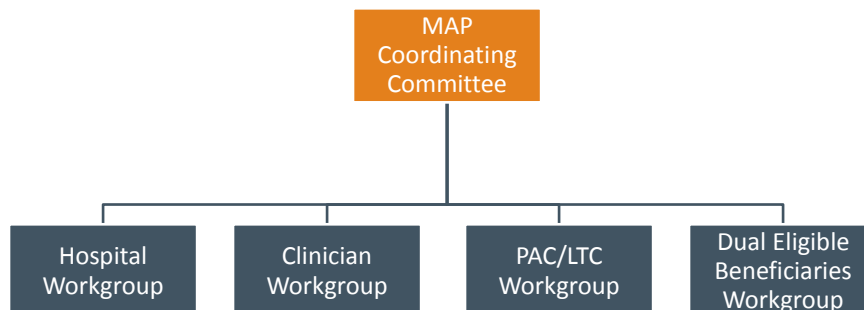 MAP
Coordinating
Committee
Hospital
Workgroup
Clinician
Workgroup
PAC/LTC
Workgroup
Dual Eligible
Beneficiaries
Workgroup